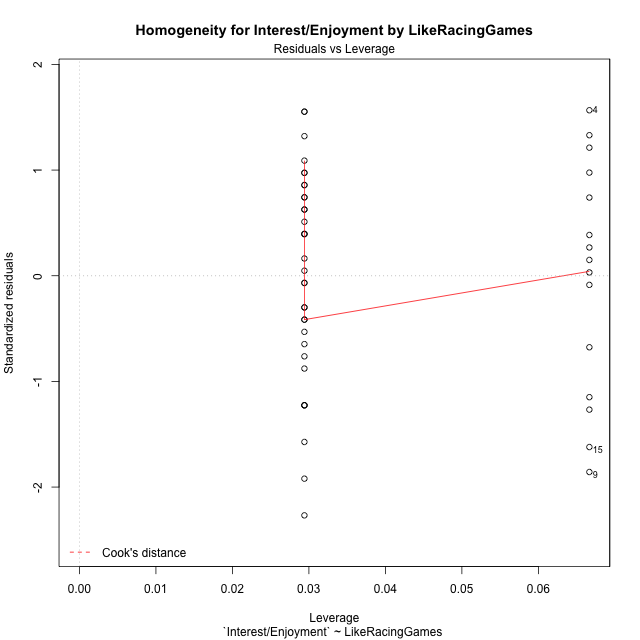 Homogeneity for Interest/Enjoyment by LikeRacingGames
Residuals vs Leverage
2
1
0
-1
-2
Standardized residuals
4
15
9
Cook's distance
0.00 0.01 0.02 0.03 0.04 0.05 0.06
Leverage
`Interest/Enjoyment` ~ LikeRacingGames